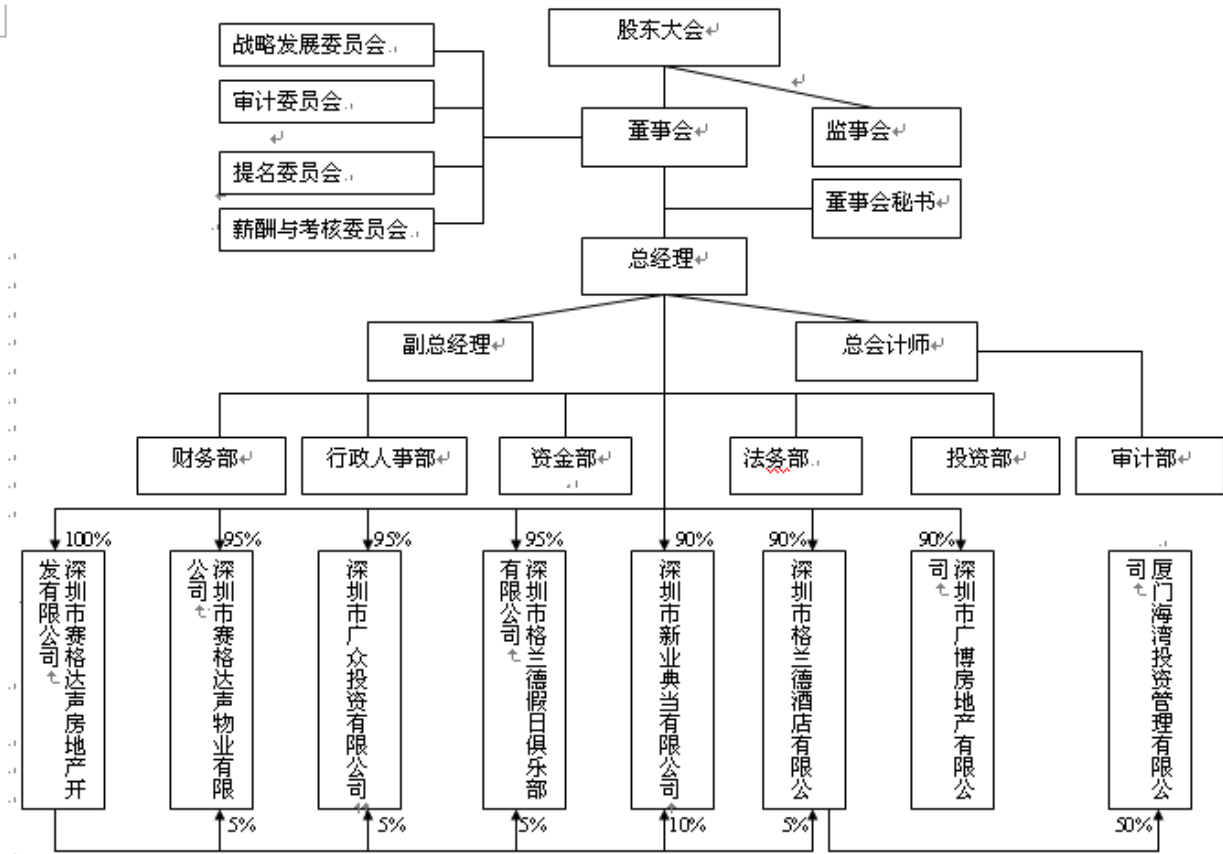 股东大会
战略发展委员会
审计委员会
董事会
监事会
提名委员会
董事会秘书
薪酬与考核委员会
总经理
副总经理
总会计师
财务部
行政人事部
资金部
法务部
投资部
审计部
100%
95%
95%
95%
90%
90%
90%
深圳市赛格达声房地产开
发有限公司
深圳市赛格达声物业有限
公司
深圳市广众投资有限公司
深圳市格兰德假日俱乐部
有限公司
深圳市新业典当有限公司
深圳市格兰德酒店有限公
深圳市广博房地产有限公
司
厦门海湾投资管理有限公
司
5%
5%
5%
10%
5%
50%